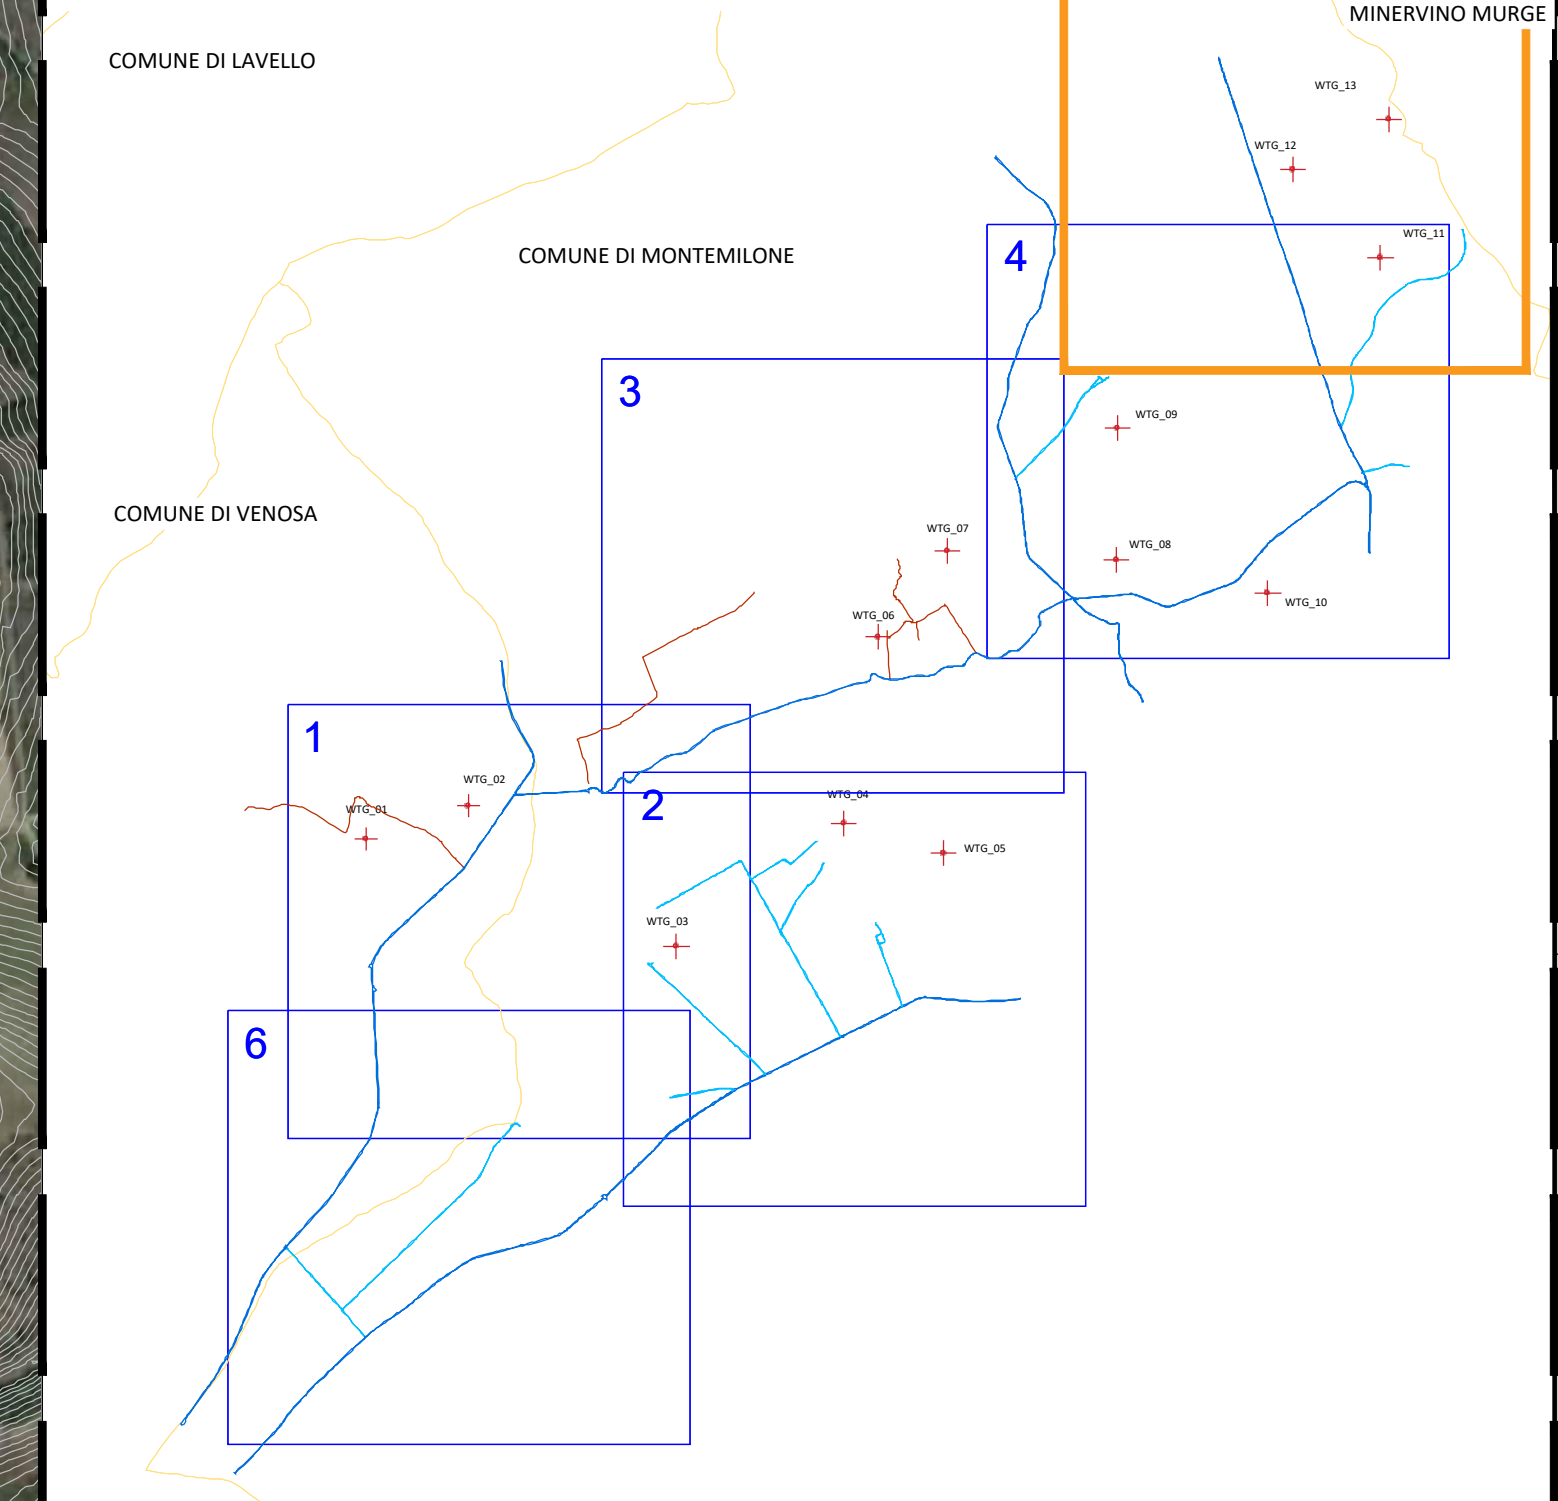 MINERVINO MURGE
COMUNE DI LAVELLO
WTG_13
WTG_12
WTG_11
COMUNE DI MONTEMILONE
4
3
WTG_09
COMUNE DI VENOSA
WTG_07
WTG_08
WTG_10
WTG_06
1
WTG_02
WTG_01
2
WTG_04
WTG_05
WTG_03
6